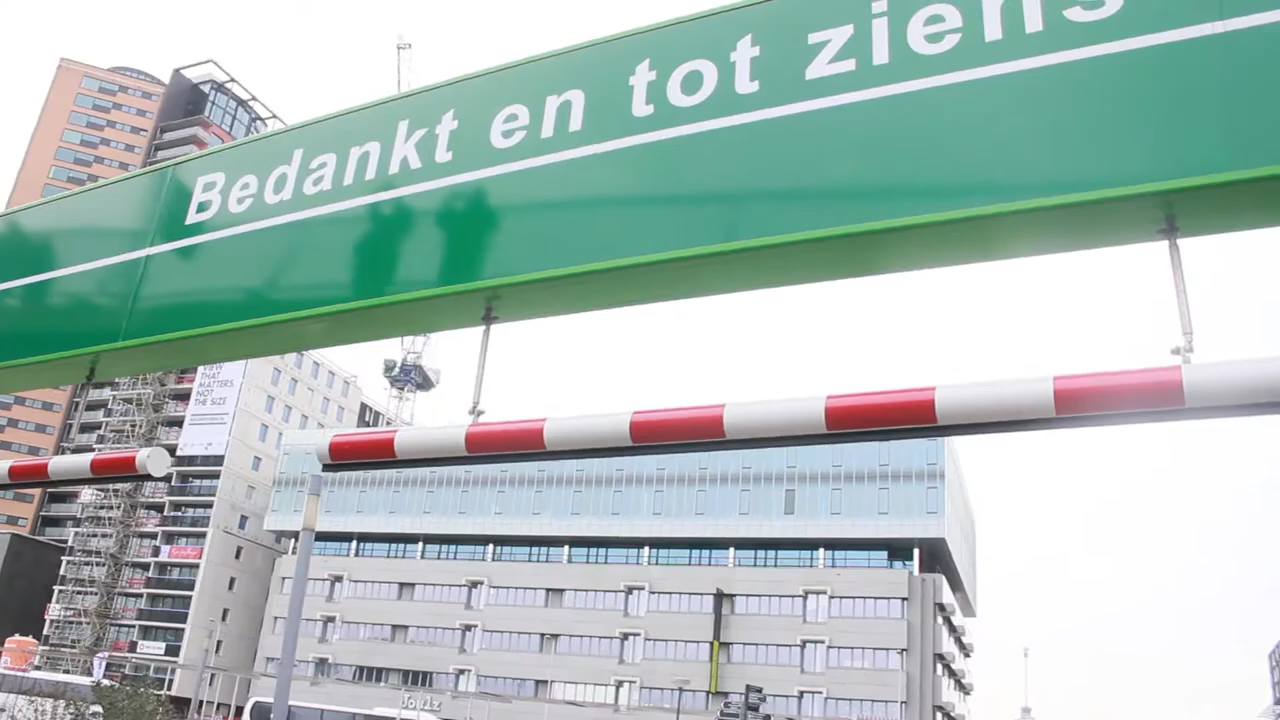 Bedankt en tot ziens
VIEW
THAT
MATTERS,
NOT
THE SIZE